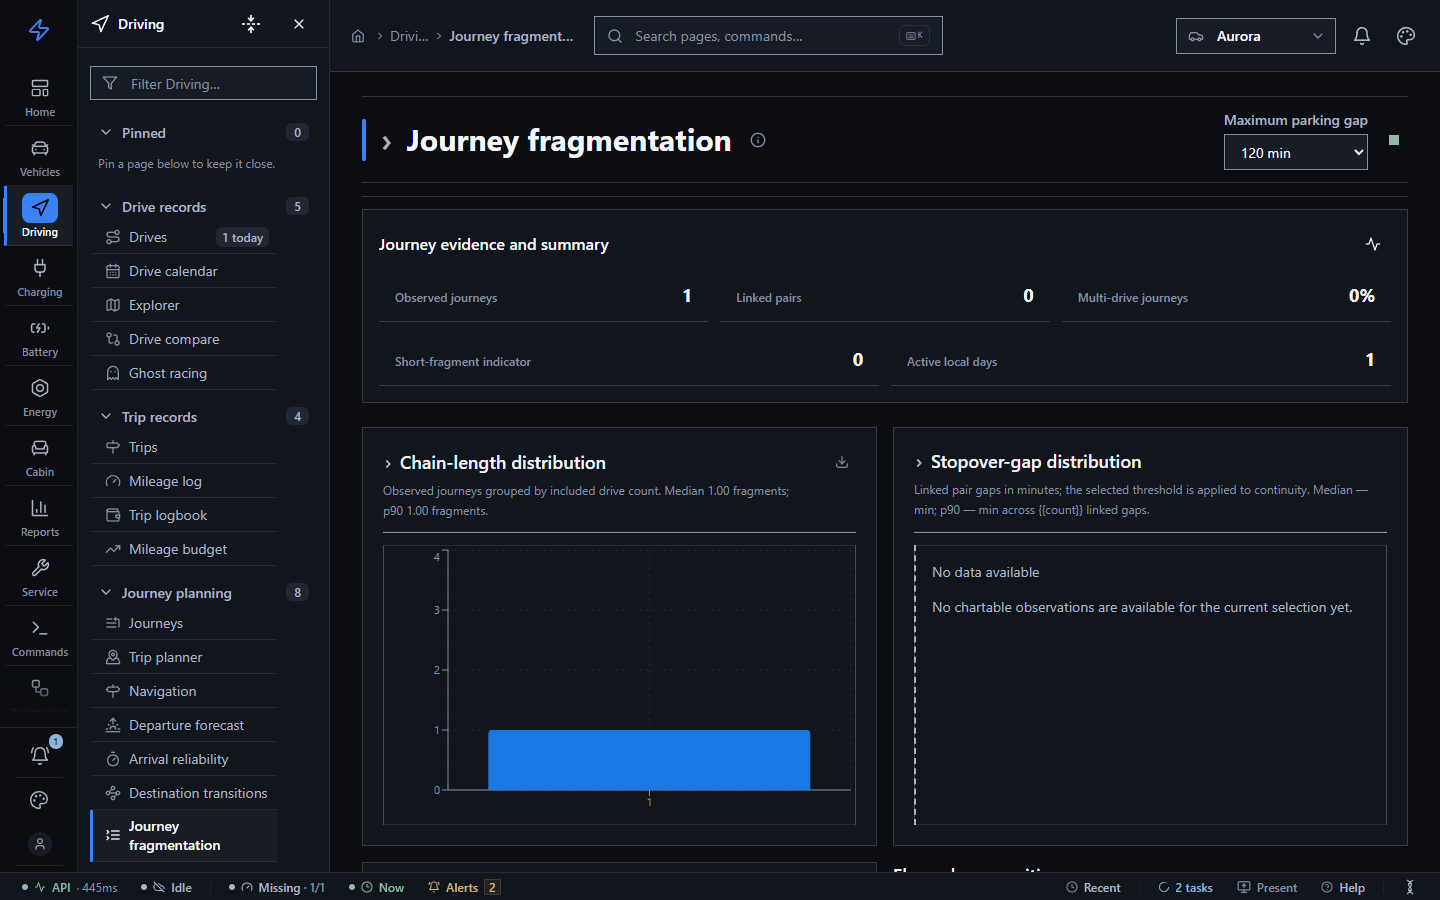 Home
Vehicles
Driving
Charging
Battery
Energy
Cabin
Reports
Service
Commands
1
Driving
Filter Driving...
Pinned
0
Pin a page below to keep it close.
Drive records
5
Drives
1 today
Drive calendar
Explorer
Drive compare
Ghost racing
Trip records
4
Trips
Mileage log
Trip logbook
Mileage budget
Journey planning
8
Journeys
Trip planner
Navigation
Departure forecast
Arrival reliability
Destination transitions
Journey
fragmentation
Drivi...
Journey fragment...
Search pages, commands...
K
Aurora
Journey fragmentation
Maximum parking gap
120 min
Journey evidence and summary
Observed journeys
1
Linked pairs
0
Multi-drive journeys
0%
Short-fragment indicator
0
Active local days
1
Chain-length distribution
Observed journeys grouped by included drive count. Median 1.00 fragments;
p90 1.00 fragments.
4
3
2
1
0
1
Stopover-gap distribution
Linked pair gaps in minutes; the selected threshold is applied to continuity. Median —
min; p90 — min across {{count}} linked gaps.
No data available
No chartable observations are available for the current selection yet.
API · 445ms
Idle
Missing · 1/1
Now
Alerts 2
Recent
2 tasks
Present
Help